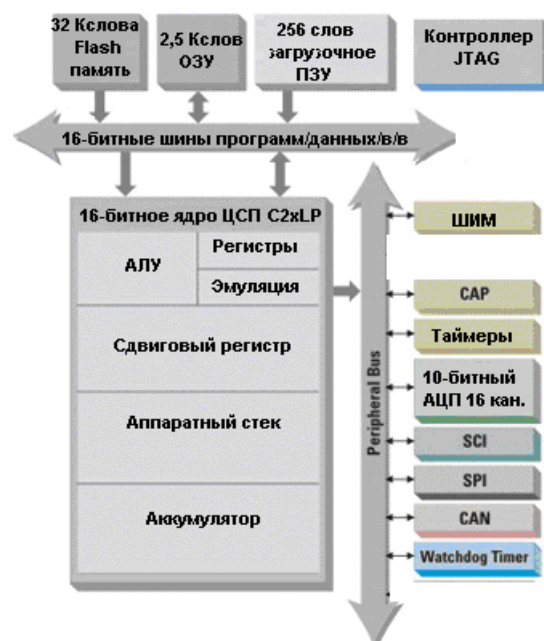 32 Кслова
Flash
память
2,5 Кслов
ОЗУ
256 слов
загрузочное
ПЗУ
Контроллер
JTAG
16-битные шины программ/данных/в/в
16-битное ядро ЦСП C2xLP
АЛУ
Регистры
Эмуляция
Сдвиговый регистр
Аппаратный стек
Аккумулятор
Peripheral Bus
ШИМ
CAP
Таймеры
10-битный
АЦП 16 кан.
SCI
SPI
CAN
Watchdog Timer